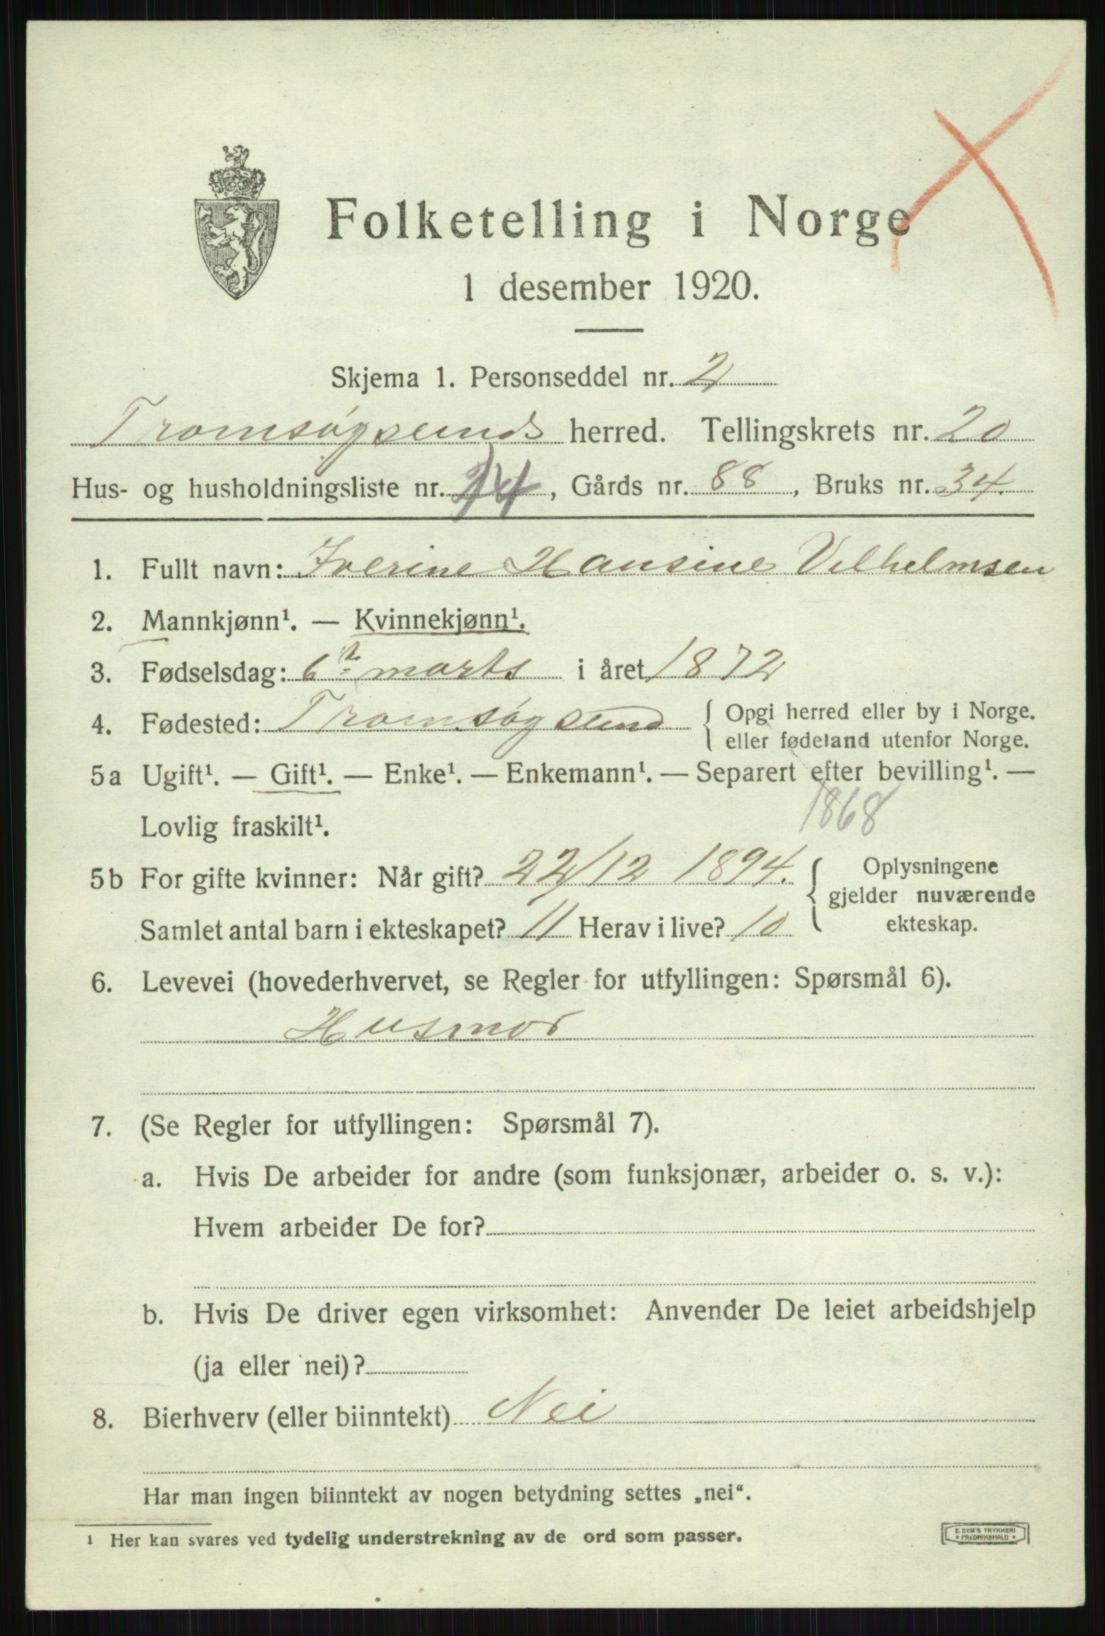 Folketelling i Norge
1 desember 1920.
Skjema 1. Personseddel nr. 2
Tromsøysunds herred. Tellingskrets nr. 20
Hus- og husholdningsliste nr. , Gårds nr. 88, Bruks nr. 34.
1. Fullt navn: Iverine Hansine Vilhelmsen
2. Mannkjønn¹. — Kvinnekjønn¹.
3. Fødselsdag: 6te marts i året 1872
4. Fødested: Tromsøysund { Opgi herred eller by i Norge.
eller fødeland utenfor Norge.
5a Ugift¹. — Gift¹. — Enke¹. — Enkemann¹. — Separert efter bevilling¹. —
Lovlig fraskilt¹. 1868
5b For gifte kvinner: Når gift? 22/12 1894. { Oplysningene
gjelder nuværende
Samlet antal barn i ekteskapet? 11 Herav i live? 10 ekteskap.
6. Levevei (hovederhvervet, se Regler for utfyllingen: Spørsmål 6).
Husmor
7. (Se Regler for utfyllingen: Spørsmål 7).
a. Hvis De arbeider for andre (som funksjonær, arbeider o. s. v.):
Hvem arbeider De for?
b. Hvis De driver egen virksomhet: Anvender De leiet arbeidshjelp
(ja eller nei)?
8. Bierhverv (eller biinntekt) Nei
Har man ingen biinntekt av nogen betydning settes „nei“.
¹ Her kan svares ved tydelig understrekning av de ord som passer.
E. SEM'S TRYKKERI
FREDRIKSHALD